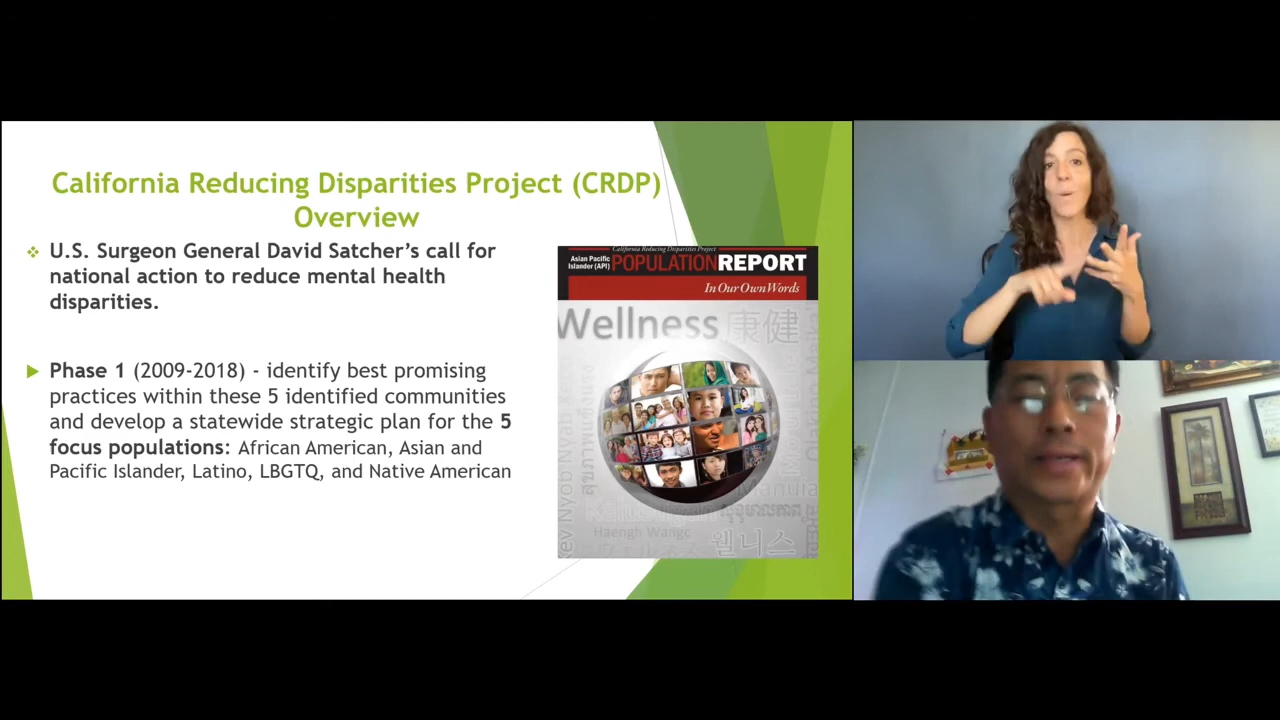 California Reducing Disparities Project (CRDP)
Overview
U.S. Surgeon General David Satcher's call for
national action to reduce mental health
disparities.
Phase 1 (2009-2018) - identify best promising
practices within these 5 identified communities
and develop a statewide strategic plan for the 5
focus populations: African American, Asian and
Pacific Islander, Latino, LBGTQ, and Native American
California Reducing Disparities Project
Asian Pacific
Islander (API) POPULATION REPORT
In Our Own Words
Wellness 康健
Haengh Wangc
웰니스